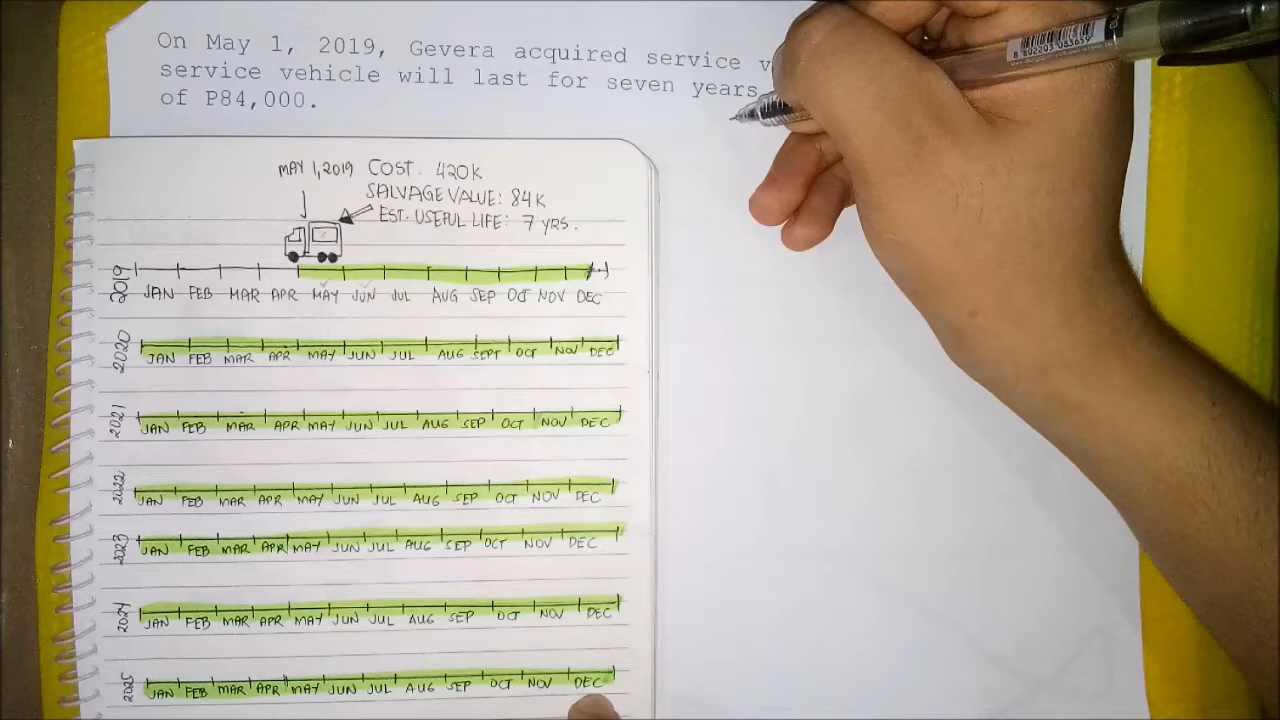 On May 1, 2019, Gevera acquired service
service vehicle will last for seven years
of P84,000.
MAY 1, 2019 COST. 420K
SALVAGE VALUE: 84K
EST. USEFUL LIFE: 7 YRS.
2019
JAN FEB MAR APR MAY JUN JUL AUG SEP OCT NOV DEC
2020
JAN FEB MAR APR MAY JUN JUL AUG SEPT OCT NOV DEC
2021
JAN FEB MAR APR MAY JUN JUL AUG SEP OCT NOV DEC
2022
JAN FEB MAR APR MAY JUN JUL AUG SEP OCT NOV DEC
2023
JAN FEB MAR APR MAY JUN JUL AUG SEP OCT NOV DEC
2024
JAN FEB MAR APR MAY JUN JUL AUG SEP OCT NOV DEC
2025
JAN FEB MAR APR MAY JUN JUL AUG SEP OCT NOV DEC